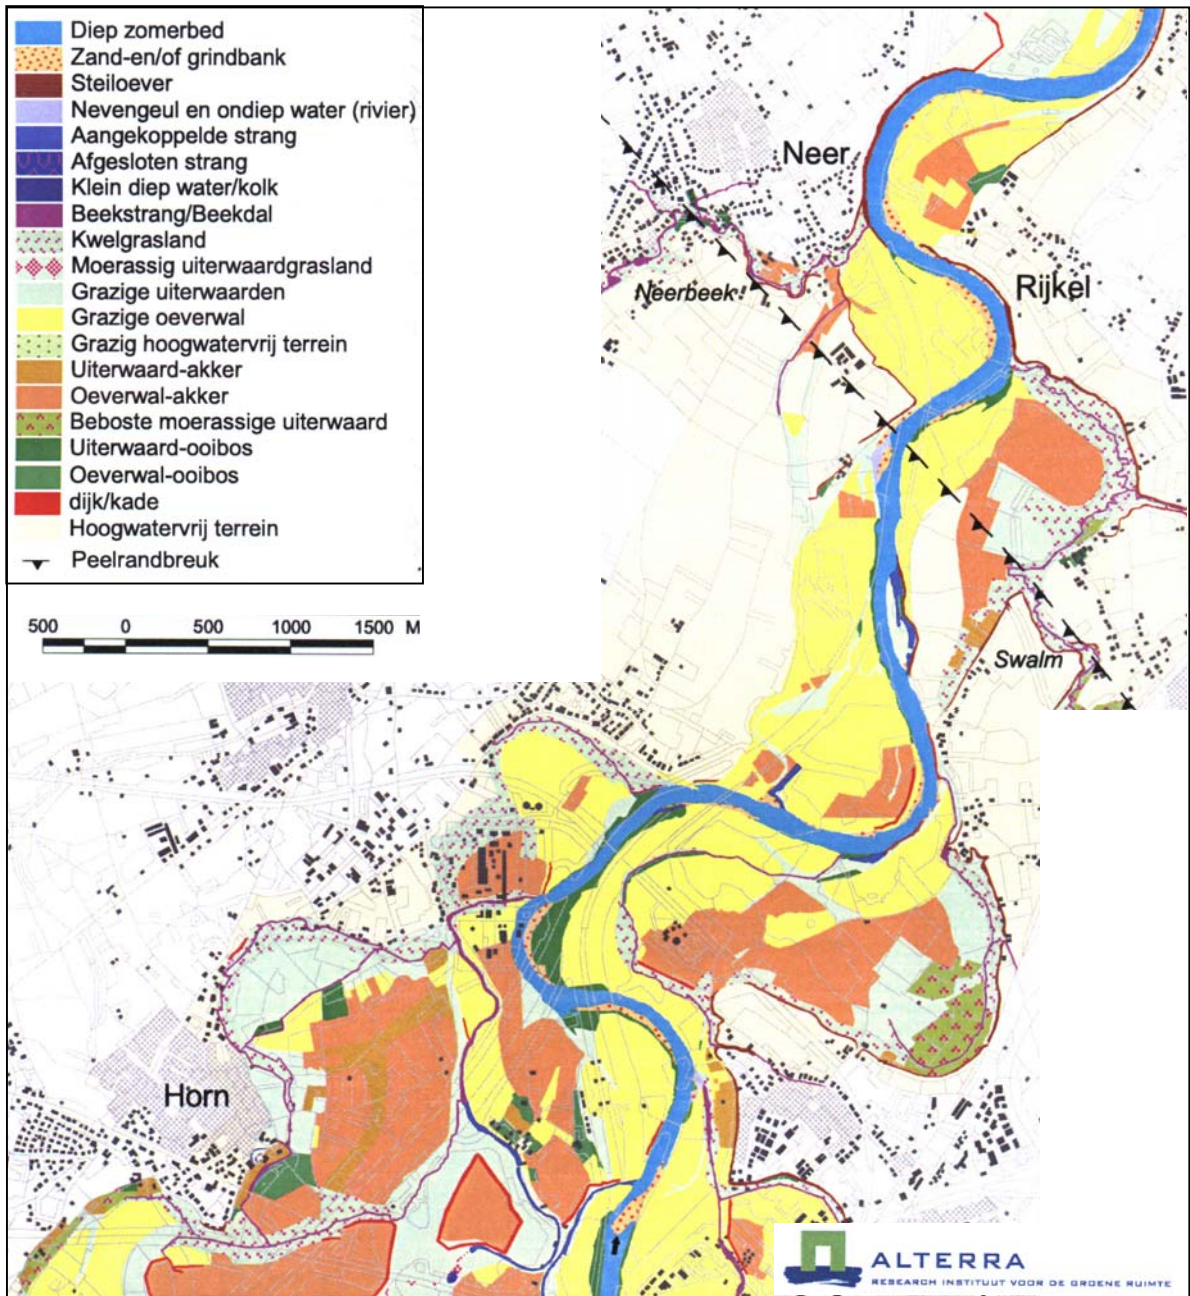 Diep zomerbed
Zand-en/of grindbank
Steiloever
Nevengeul en ondiep water (rivier)
Aangekoppelde strang
Afgesloten strang
Klein diep water/kolk
Beekstrang/Beekdal
Kwelgrasland
Moerassig uiterwaardgrasland
Grazige uiterwaarden
Grazige oeverwal
Grazig hoogwatervrij terrein
Uiterwaard-akker
Oeverwal-akker
Beboste moerassige uiterwaard
Uiterwaard-ooibos
Oeverwal-ooibos
dijk/kade
Hoogwatervrij terrein
Peelrandbreuk
500 0 500 1000 1500 M
Neer
Rijkel
Neerbeek
Swalm
Horn
ALTERRA
RESEARCH INSTITUUT VOOR DE GROENE RUIMTE